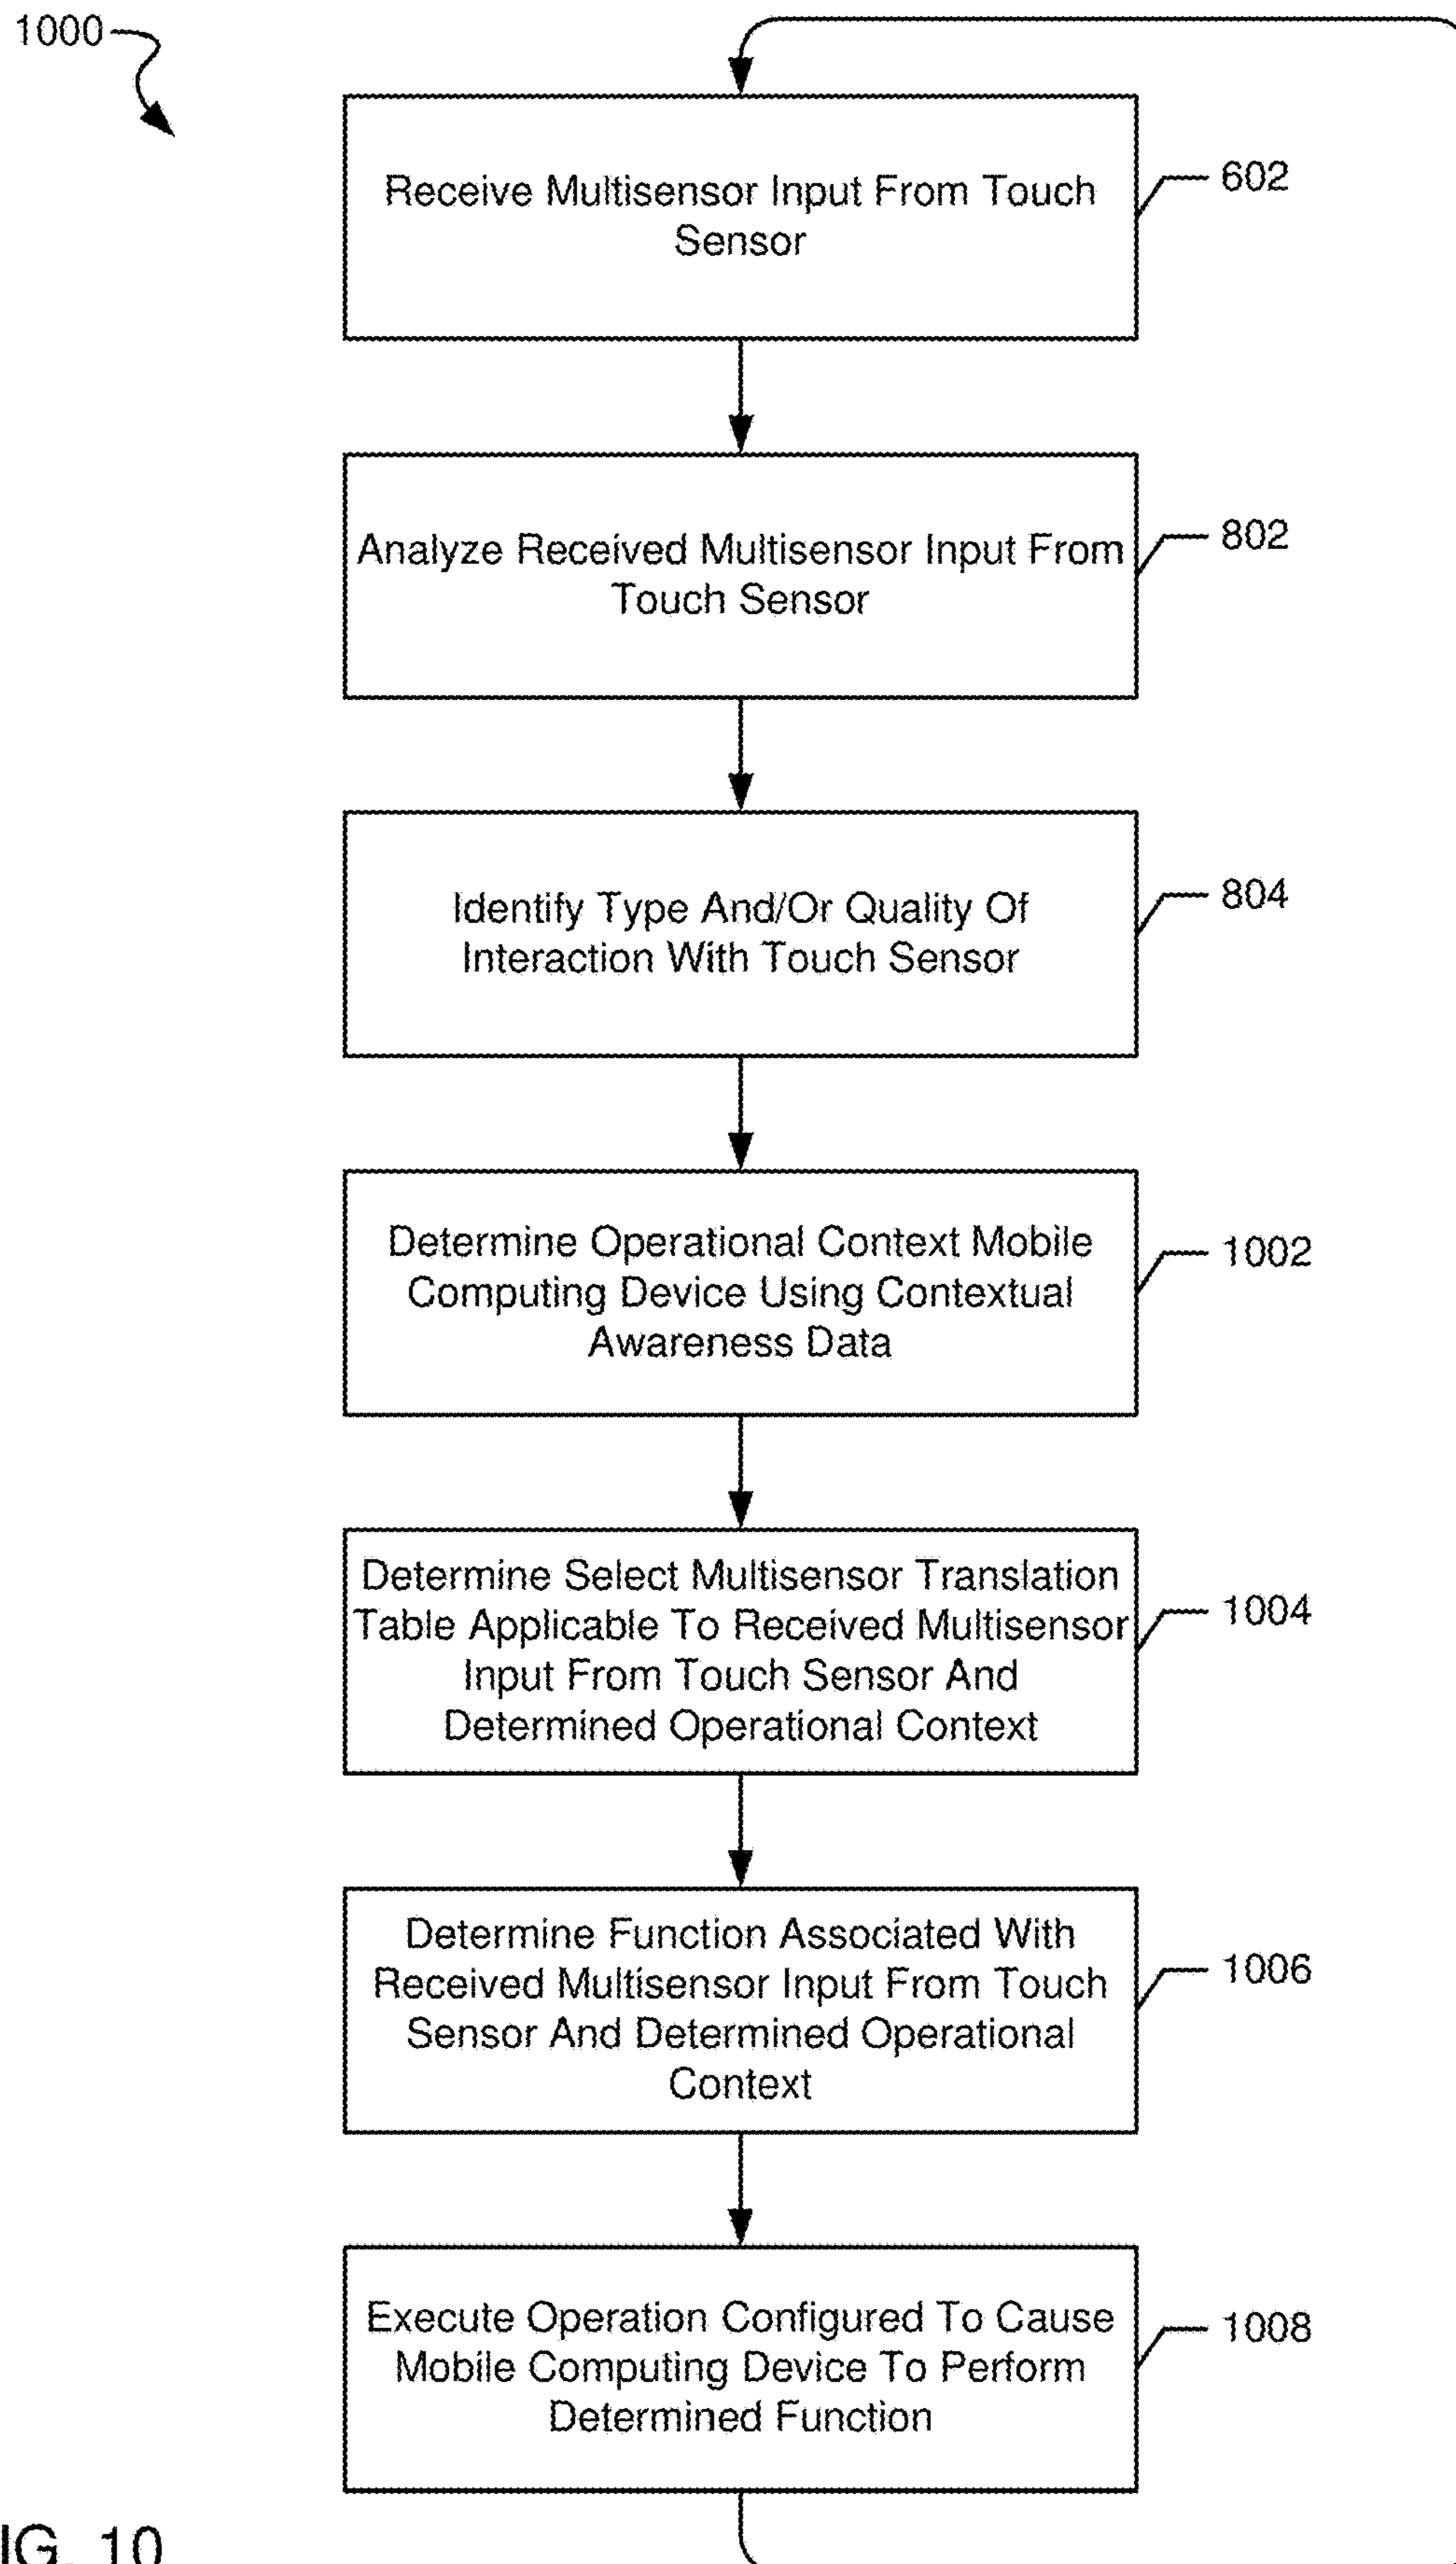 1000
Receive Multisensor Input From Touch
Sensor
602
Analyze Received Multisensor Input From
Touch Sensor
802
Identify Type And/Or Quality Of
Interaction With Touch Sensor
804
Determine Operational Context Mobile
Computing Device Using Contextual
Awareness Data
1002
Determine Select Multisensor Translation
Table Applicable To Received Multisensor
Input From Touch Sensor And
Determined Operational Context
1004
Determine Function Associated With
Received Multisensor Input From Touch
Sensor And Determined Operational
Context
1006
Execute Operation Configured To Cause
Mobile Computing Device To Perform
Determined Function
1008
IG. 10